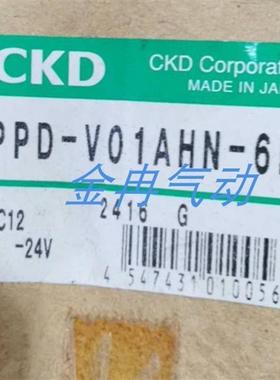 CKD
CKD Corporat
MADE IN JA
PPD-V01AHN-6
金冉气动
C12
-24V
2416 G
4 547431 010056